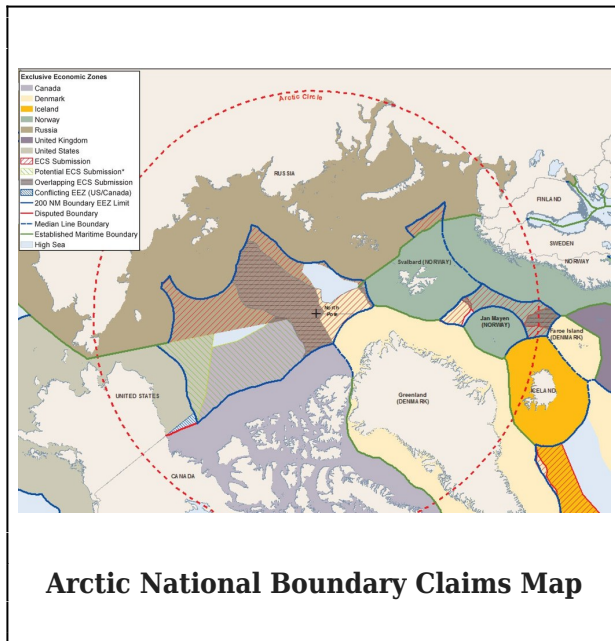 Exclusive Economic Zones
Canada
Denmark
Iceland
Norway
Russia
United Kingdom
United States
ECS Submission
Potential ECS Submission*
Overlapping ECS Submission
Conflicting EEZ (US/Canada)
200 NM Boundary EEZ Limit
Disputed Boundary
Median Line Boundary
Established Maritime Boundary
High Sea
Arctic Circle
RUSSIA
FINLAND
SWEDEN
NORWAY
Svalbard (NORWAY)
North
Pole
Jan Mayen
(NORWAY)
Faroe Island
(DENMARK)
ICELAND
Greenland
(DENMARK)
UNITED STATES
CANADA
Arctic National Boundary Claims Map